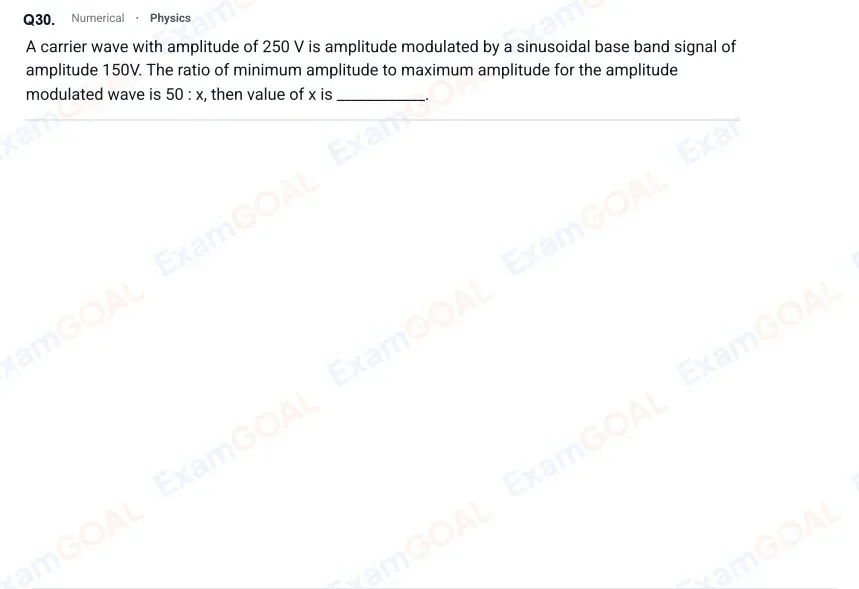 Q30. Numerical · Physics
A carrier wave with amplitude of 250 V is amplitude modulated by a sinusoidal base band signal of
amplitude 150V. The ratio of minimum amplitude to maximum amplitude for the amplitude
modulated wave is 50 : x, then value of x is ____________.
ExamGOAL